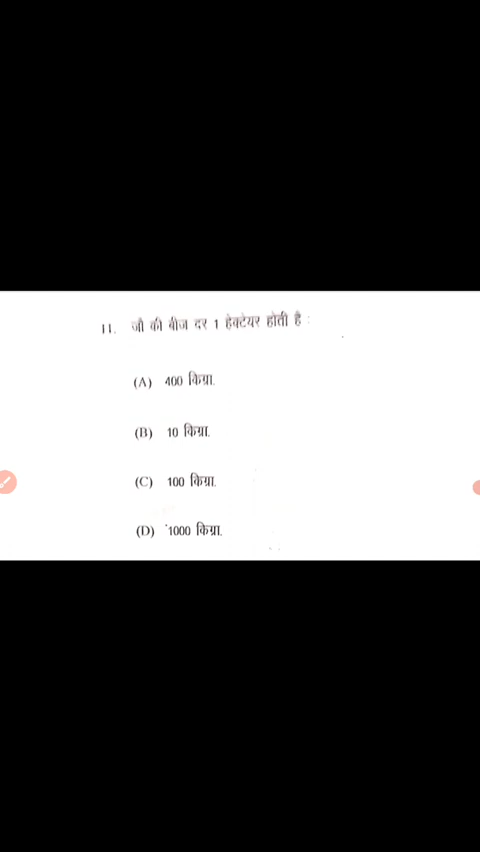 11. जौ की बीज दर 1 हेक्टेयर होती है :
(A) 400 किग्रा.
(B) 10 किग्रा.
(C) 100 किग्रा.
(D) 1000 किग्रा.